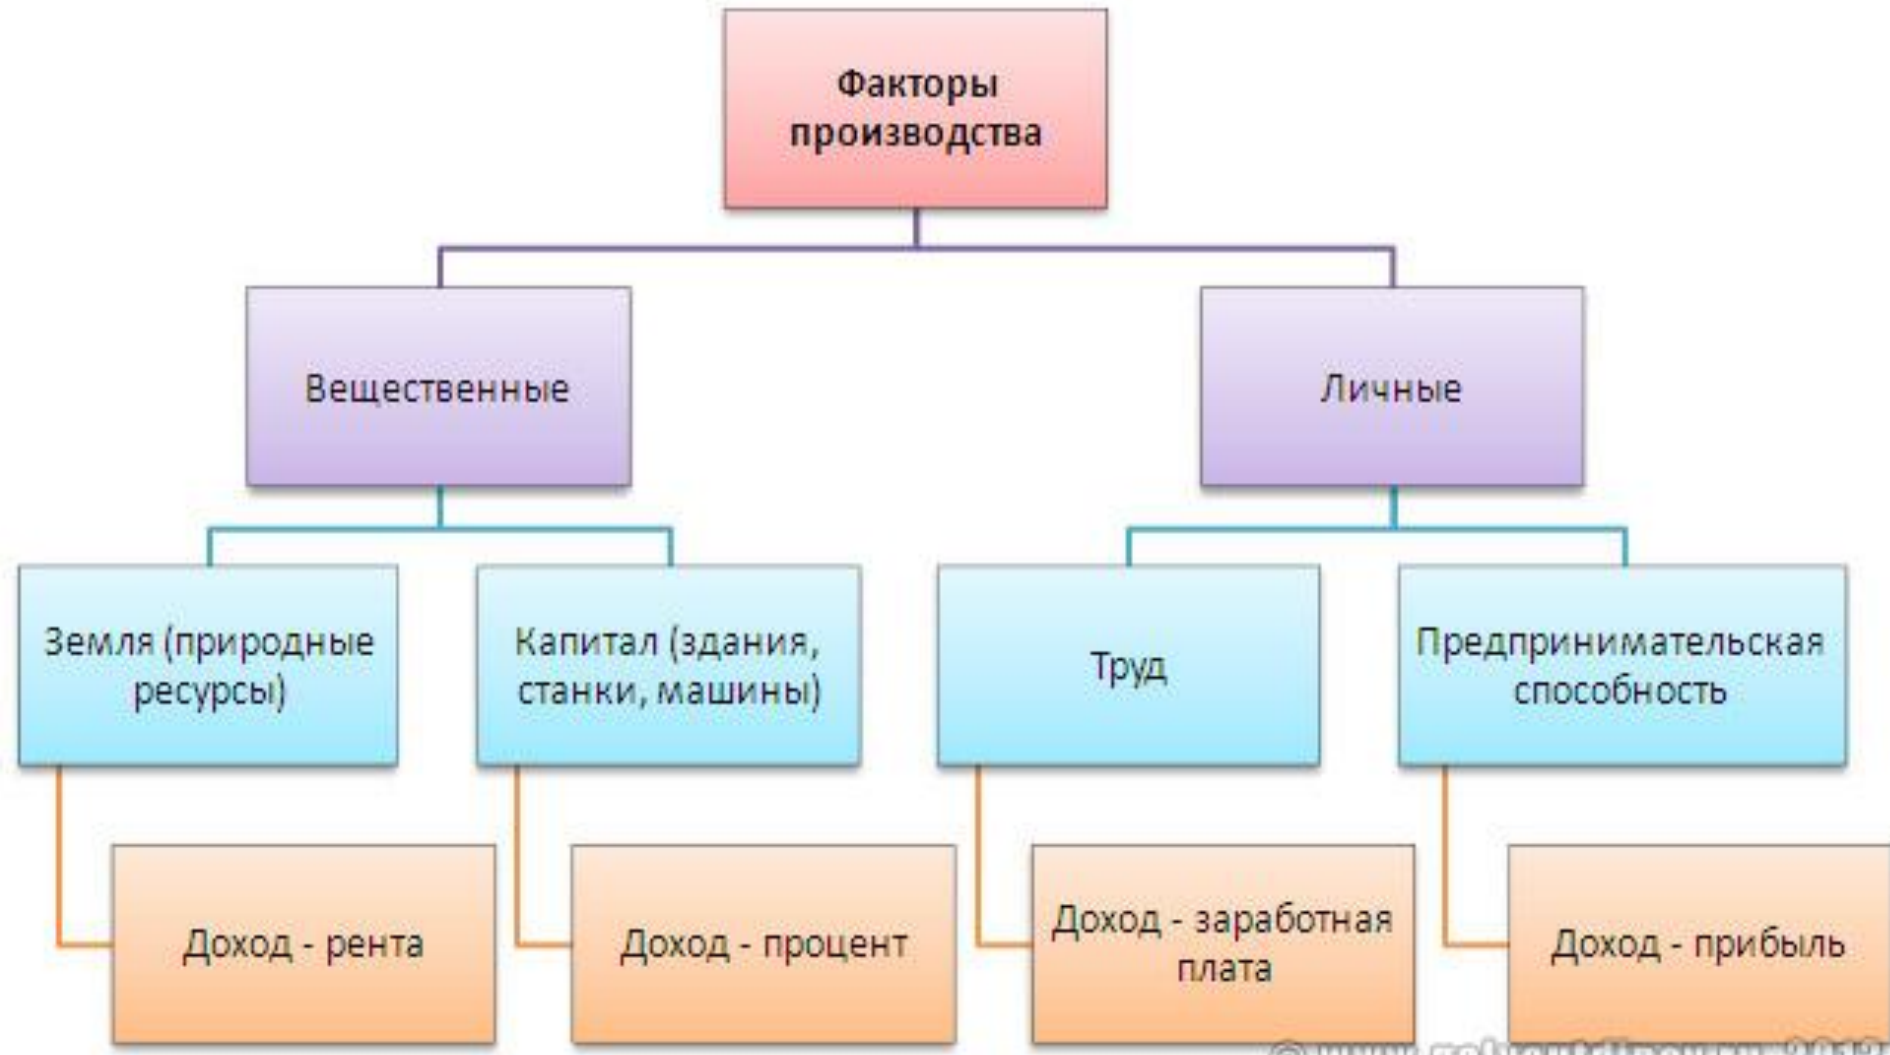 Факторы
производства
Вещественные
Личные
Земля (природные
ресурсы)
Капитал (здания,
станки, машины)
Труд
Предпринимательская
способность
Доход - рента
Доход - процент
Доход - заработная
плата
Доход - прибыль